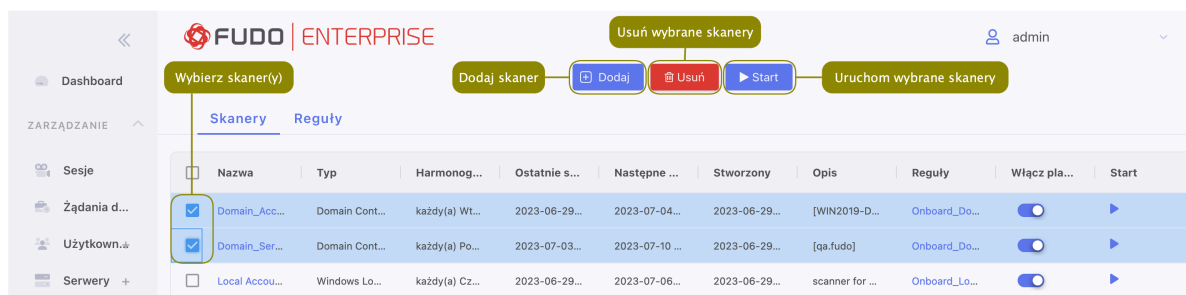 FUDO ENTERPRISE
Usuń wybrane skanery
admin
Dashboard
Wybierz skaner(y)
Dodaj skaner
Dodaj
Usuń
Start
Uruchom wybrane skanery
ZARZĄDZANIE
Skanery Reguły
Sesje
Nazwa Typ Harmonog... Ostatnie s... Następne ... Stworzony Opis Reguły Włącz pla... Start
Żądania d...
Domain_Acc... Domain Cont... każdy(a) Wt... 2023-06-29... 2023-07-04... 2023-06-29... [WIN2019-D... Onboard_Do...
Użytkown...
Domain_Ser... Domain Cont... każdy(a) Po... 2023-07-03... 2023-07-10 ... 2023-06-29... [qa.fudo] Onboard_Do...
Serwery +
Local Accou... Windows Lo... każdy(a) Cz... 2023-06-29... 2023-07-06... 2023-06-29... scanner for ... Onboard_Lo...